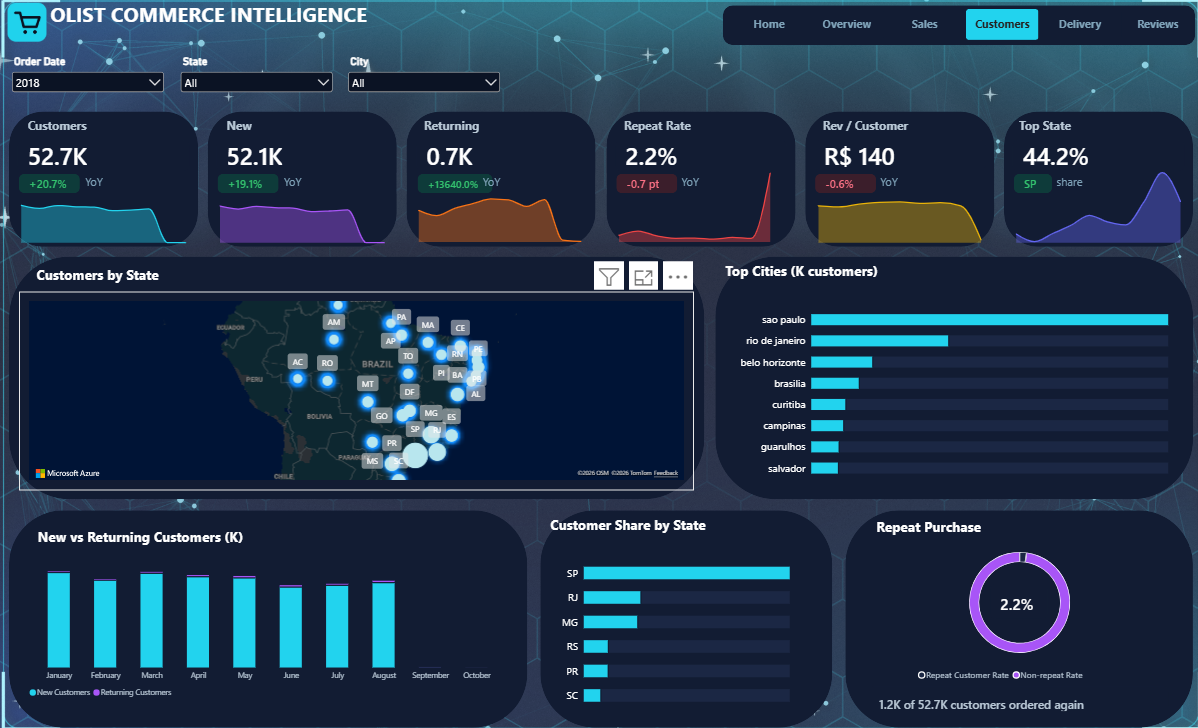 OLIST COMMERCE INTELLIGENCE
Home Overview Sales Customers Delivery Reviews
Order Date State City
2018 All All
Customers
52.7K
+20.7% YoY
New
52.1K
+19.1% YoY
Returning
0.7K
+13640.0% YoY
Repeat Rate
2.2%
-0.7 pt YoY
Rev / Customer
R$ 140
-0.6% YoY
Top State
44.2%
SP share
Customers by State
AM
PA
MA
CE
ECUADOR
AP
TO
RN
PE
AC
RO
BRAZIL
PERU
MT
PI
BA
PB
DF
AL
BOLIVIA
GO
MG
ES
SP
RJ
PR
MS
SC
CHILE
Microsoft Azure
©2026 OSM ©2026 TomTom Feedback
Top Cities (K customers)
sao paulo
rio de janeiro
belo horizonte
brasilia
curitiba
campinas
guarulhos
salvador
New vs Returning Customers (K)
January February March April May June July August September October
New Customers Returning Customers
Customer Share by State
SP
RJ
MG
RS
PR
SC
Repeat Purchase
2.2%
Repeat Customer Rate Non-repeat Rate
1.2K of 52.7K customers ordered again